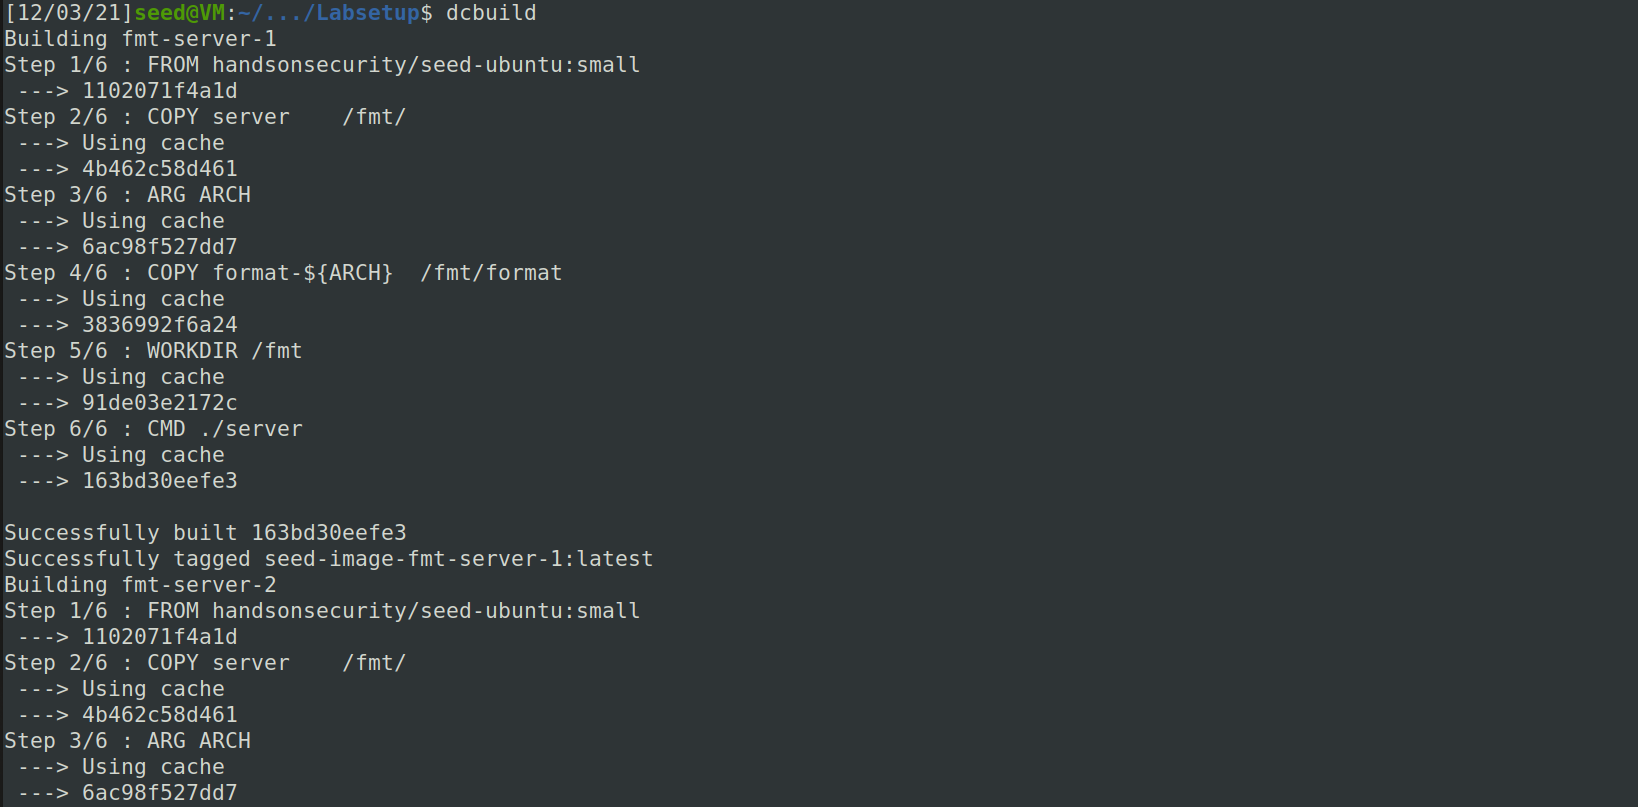 [12/03/21]seed@VM:~/.../Labsetup$ dcbuild
Building fmt-server-1
Step 1/6 : FROM handsonsecurity/seed-ubuntu:small
 ---> 1102071f4a1d
Step 2/6 : COPY server    /fmt/
 ---> Using cache
 ---> 4b462c58d461
Step 3/6 : ARG ARCH
 ---> Using cache
 ---> 6ac98f527dd7
Step 4/6 : COPY format-${ARCH}  /fmt/format
 ---> Using cache
 ---> 3836992f6a24
Step 5/6 : WORKDIR /fmt
 ---> Using cache
 ---> 91de03e2172c
Step 6/6 : CMD ./server
 ---> Using cache
 ---> 163bd30eefe3

Successfully built 163bd30eefe3
Successfully tagged seed-image-fmt-server-1:latest
Building fmt-server-2
Step 1/6 : FROM handsonsecurity/seed-ubuntu:small
 ---> 1102071f4a1d
Step 2/6 : COPY server    /fmt/
 ---> Using cache
 ---> 4b462c58d461
Step 3/6 : ARG ARCH
 ---> Using cache
 ---> 6ac98f527dd7